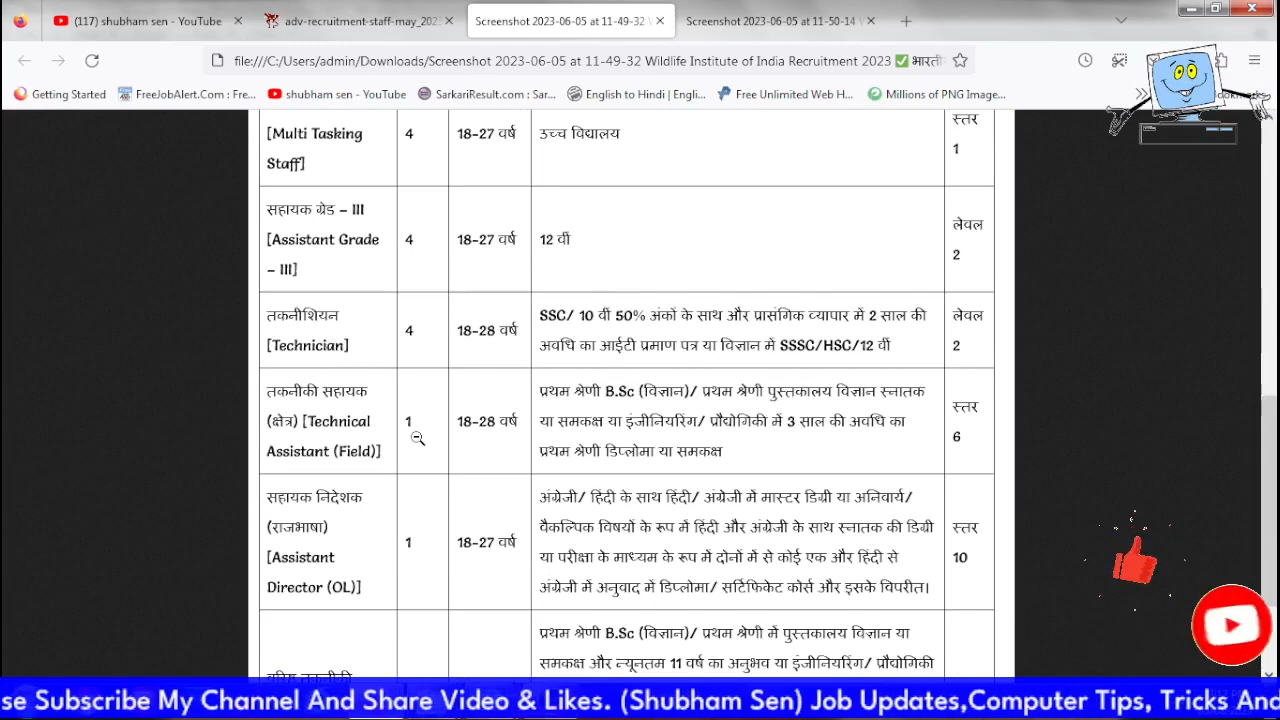 (117) shubham sen - YouTube
adv-recruitment-staff-may_202
Screenshot 2023-06-05 at 11-49-32
Screenshot 2023-06-05 at 11-50-14
file:///C:/Users/admin/Downloads/Screenshot 2023-06-05 at 11-49-32 Wildlife Institute of India Recruitment 2023 ✅ भारती
Getting Started
FreeJobAlert.Com : Fre...
shubham sen - YouTube
SarkariResult.com : Sar...
English to Hindi | Engli...
Free Unlimited Web H...
Millions of PNG Image...
[Multi Tasking
Staff]
4
18-27 वर्ष
उच्च विद्यालय
स्तर
1
सहायक ग्रेड – III
[Assistant Grade
– III]
4
18-27 वर्ष
12 वीं
लेवल
2
तकनीशियन
[Technician]
4
18-28 वर्ष
SSC/ 10 वीं 50% अंकों के साथ और प्रासंगिक व्यापार में 2 साल की
अवधि का आईटी प्रमाण पत्र या विज्ञान में SSSC/HSC/12 वीं
लेवल
2
तकनीकी सहायक
(क्षेत्र) [Technical
Assistant (Field)]
1
18-28 वर्ष
प्रथम श्रेणी B.Sc (विज्ञान)/ प्रथम श्रेणी पुस्तकालय विज्ञान स्नातक
या समकक्ष या इंजीनियरिंग/ प्रौद्योगिकी में 3 साल की अवधि का
प्रथम श्रेणी डिप्लोमा या समकक्ष
स्तर
6
सहायक निदेशक
(राजभाषा)
[Assistant
Director (OL)]
1
18-27 वर्ष
अंग्रेजी/ हिंदी के साथ हिंदी/ अंग्रेजी में मास्टर डिग्री या अनिवार्य/
वैकल्पिक विषयों के रूप में हिंदी और अंग्रेजी के साथ स्नातक की डिग्री
या परीक्षा के माध्यम के रूप में दोनों में से कोई एक और हिंदी से
अंग्रेजी में अनुवाद में डिप्लोमा/ सर्टिफिकेट कोर्स और इसके विपरीत।
स्तर
10
प्रथम श्रेणी B.Sc (विज्ञान)/ प्रथम श्रेणी में पुस्तकालय विज्ञान या
समकक्ष और न्यूनतम 11 वर्ष का अनुभव या इंजीनियरिंग/ प्रौद्योगिकी
se Subscribe My Channel And Share Video & Likes. (Shubham Sen) Job Updates,Computer Tips, Tricks And